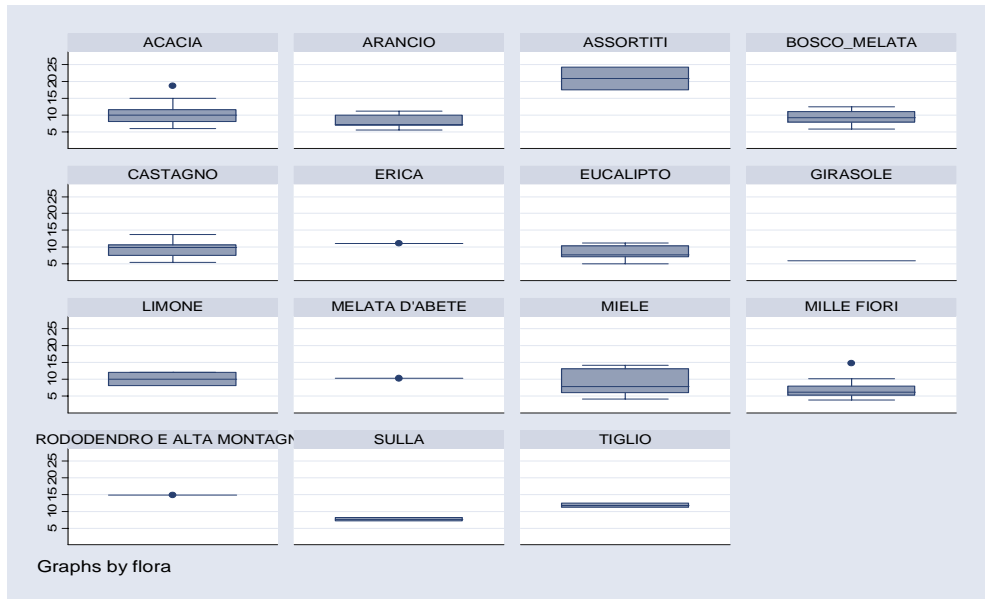 ACACIA
ARANCIO
ASSORTITI
BOSCO_MELATA
5 10 15 20 25
CASTAGNO
ERICA
EUCALIPTO
GIRASOLE
5 10 15 20 25
LIMONE
MELATA D'ABETE
MIELE
MILLE FIORI
5 10 15 20 25
RODODENDRO E ALTA MONTAGN
SULLA
TIGLIO
5 10 15 20 25
Graphs by flora